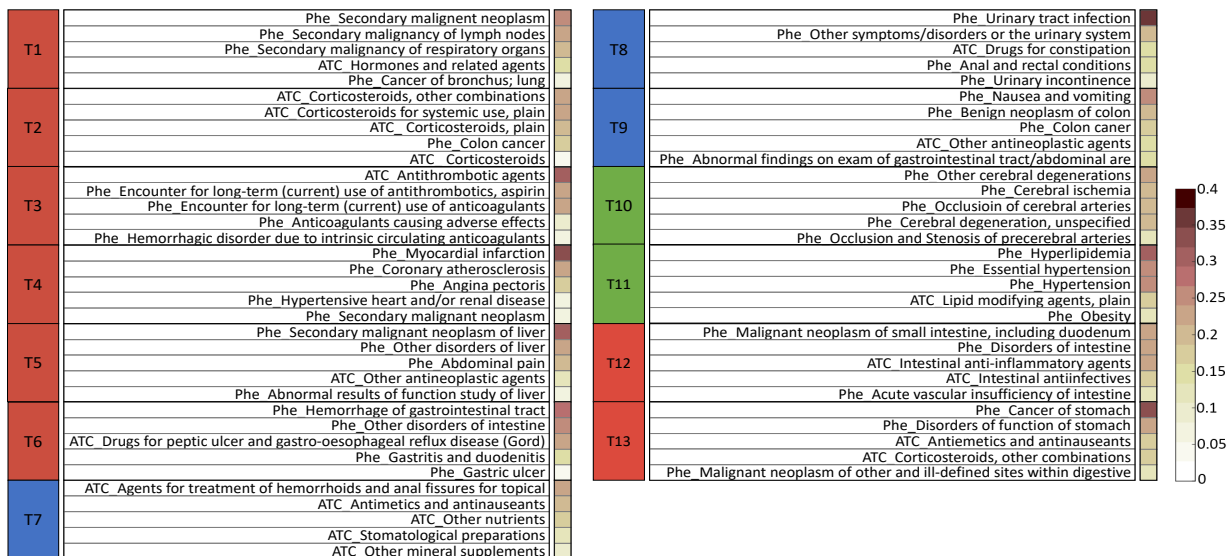 T1
Phe_Secondary malignent neoplasm
Phe_Secondary malignancy of lymph nodes
Phe_Secondary malignancy of respiratory organs
ATC_Hormones and related agents
Phe_Cancer of bronchus; lung
T2
ATC_Corticosteroids, other combinations
ATC_Corticosteroids for systemic use, plain
ATC_ Corticosteroids, plain
Phe_Colon cancer
ATC_ Corticosteroids
T3
ATC_Antithrombotic agents
Phe_Encounter for long-term (current) use of antithrombotics, aspirin
Phe_Encounter for long-term (current) use of anticoagulants
Phe_Anticoagulants causing adverse effects
Phe_Hemorrhagic disorder due to intrinsic circulating anticoagulants
T4
Phe_Myocardial infarction
Phe_Coronary atherosclerosis
Phe_Angina pectoris
Phe_Hypertensive heart and/or renal disease
Phe_Secondary malignant neoplasm
T5
Phe_Secondary malignant neoplasm of liver
Phe_Other disorders of liver
Phe_Abdominal pain
ATC_Other antineoplastic agents
Phe_Abnormal results of function study of liver
T6
Phe_Hemorrhage of gastrointestinal tract
Phe_Other disorders of intestine
ATC_Drugs for peptic ulcer and gastro-oesophageal reflux disease (Gord)
Phe_Gastritis and duodenitis
Phe_Gastric ulcer
T7
ATC_Agents for treatment of hemorrhoids and anal fissures for topical
ATC_Antimetics and antinauseants
ATC_Other nutrients
ATC_Stomatological preparations
ATC_Other mineral supplements
T8
Phe_Urinary tract infection
Phe_Other symptoms/disorders or the urinary system
ATC_Drugs for constipation
Phe_Anal and rectal conditions
Phe_Urinary incontinence
T9
Phe_Nausea and vomiting
Phe_Benign neoplasm of colon
Phe_Colon caner
ATC_Other antineoplastic agents
Phe_Abnormal findings on exam of gastrointestinal tract/abdominal are
T10
Phe_Other cerebral degenerations
Phe_Cerebral ischemia
Phe_Occlusioin of cerebral arteries
Phe_Cerebral degeneration, unspecified
Phe_Occlusion and Stenosis of precerebral arteries
T11
Phe_Hyperlipidemia
Phe_Essential hypertension
Phe_Hypertension
ATC_Lipid modifying agents, plain
Phe_Obesity
T12
Phe_Malignant neoplasm of small intestine, including duodenum
Phe_Disorders of intestine
ATC_Intestinal anti-inflammatory agents
ATC_Intestinal antiinfectives
Phe_Acute vascular insufficiency of intestine
T13
Phe_Cancer of stomach
Phe_Disorders of function of stomach
ATC_Antiemetics and antinauseants
ATC_Corticosteroids, other combinations
Phe_Malignant neoplasm of other and ill-defined sites within digestive
0.4
0.35
0.3
0.25
0.2
0.15
0.1
0.05
0